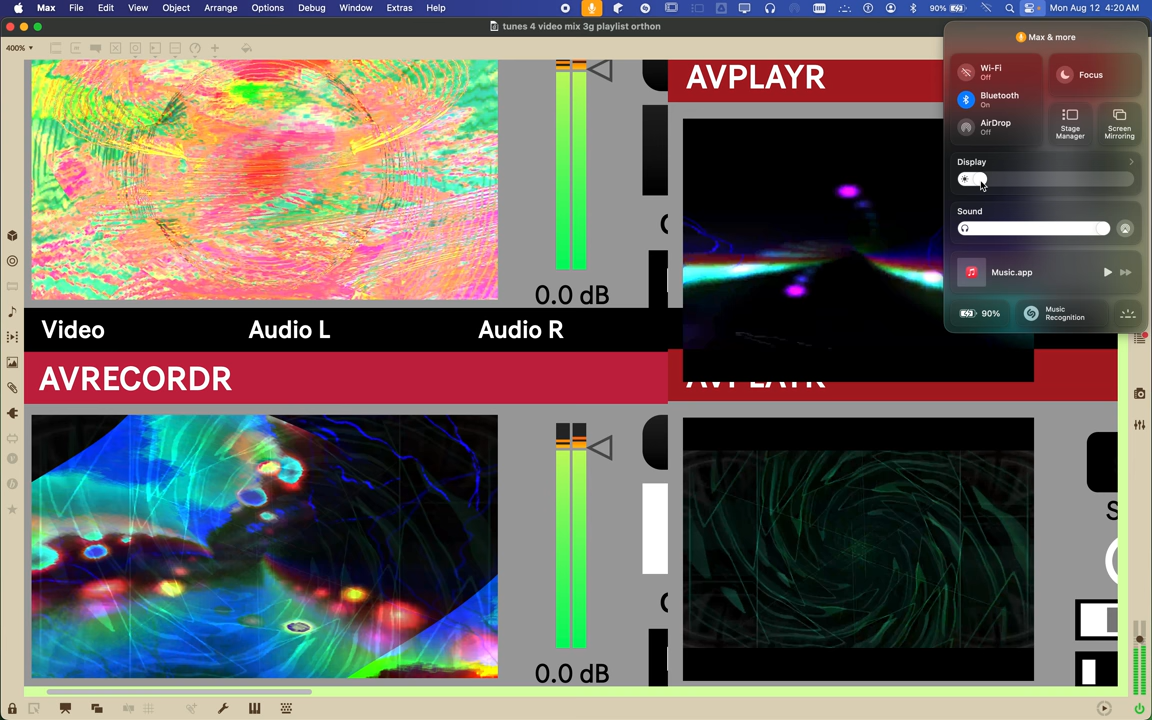 Max File Edit View Object Arrange Options Debug Window Extras Help
90% Mon Aug 12 4:20 AM
tunes 4 video mix 3g playlist orthon
400%
Max & more
Wi-Fi
Off
Bluetooth
On
AirDrop
Off
Focus
Stage
Manager
Screen
Mirroring
Display
Sound
Music.app
90%
Music
Recognition
AVPLAYR
0.0 dB
Video Audio L Audio R
AVRECORDR
AVPLAYR
0.0 dB